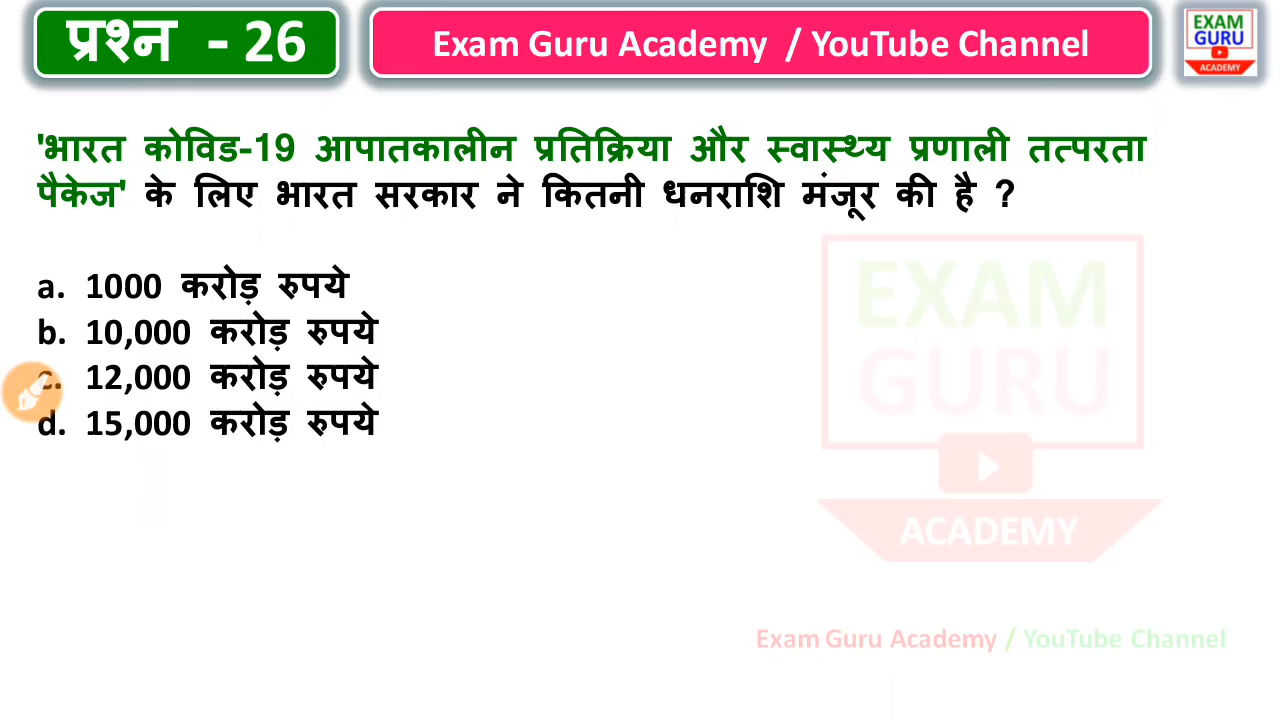 प्रश्न - 26
Exam Guru Academy / YouTube Channel
EXAM
GURU
ACADEMY
'भारत कोविड-19 आपातकालीन प्रतिक्रिया और स्वास्थ्य प्रणाली तत्परता
पैकेज' के लिए भारत सरकार ने कितनी धनराशि मंजूर की है ?
a. 1000 करोड़ रुपये
b. 10,000 करोड़ रुपये
c. 12,000 करोड़ रुपये
d. 15,000 करोड़ रुपये
EXAM
GURU
ACADEMY
Exam Guru Academy / YouTube Channel